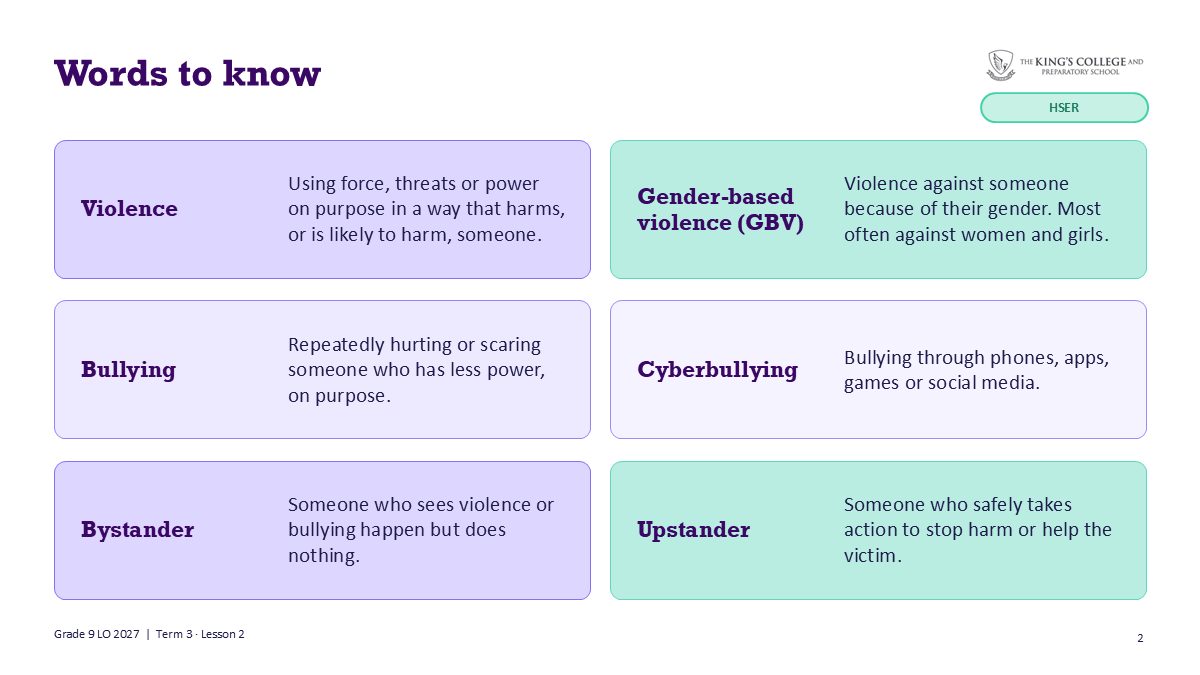 Words to know
THE KING'S COLLEGE AND
PREPARATORY SCHOOL
HSER
Violence
Using force, threats or power
on purpose in a way that harms,
or is likely to harm, someone.
Gender-based
violence (GBV)
Violence against someone
because of their gender. Most
often against women and girls.
Bullying
Repeatedly hurting or scaring
someone who has less power,
on purpose.
Cyberbullying
Bullying through phones, apps,
games or social media.
Bystander
Someone who sees violence or
bullying happen but does
nothing.
Upstander
Someone who safely takes
action to stop harm or help the
victim.
Grade 9 LO 2027 | Term 3 · Lesson 2
2